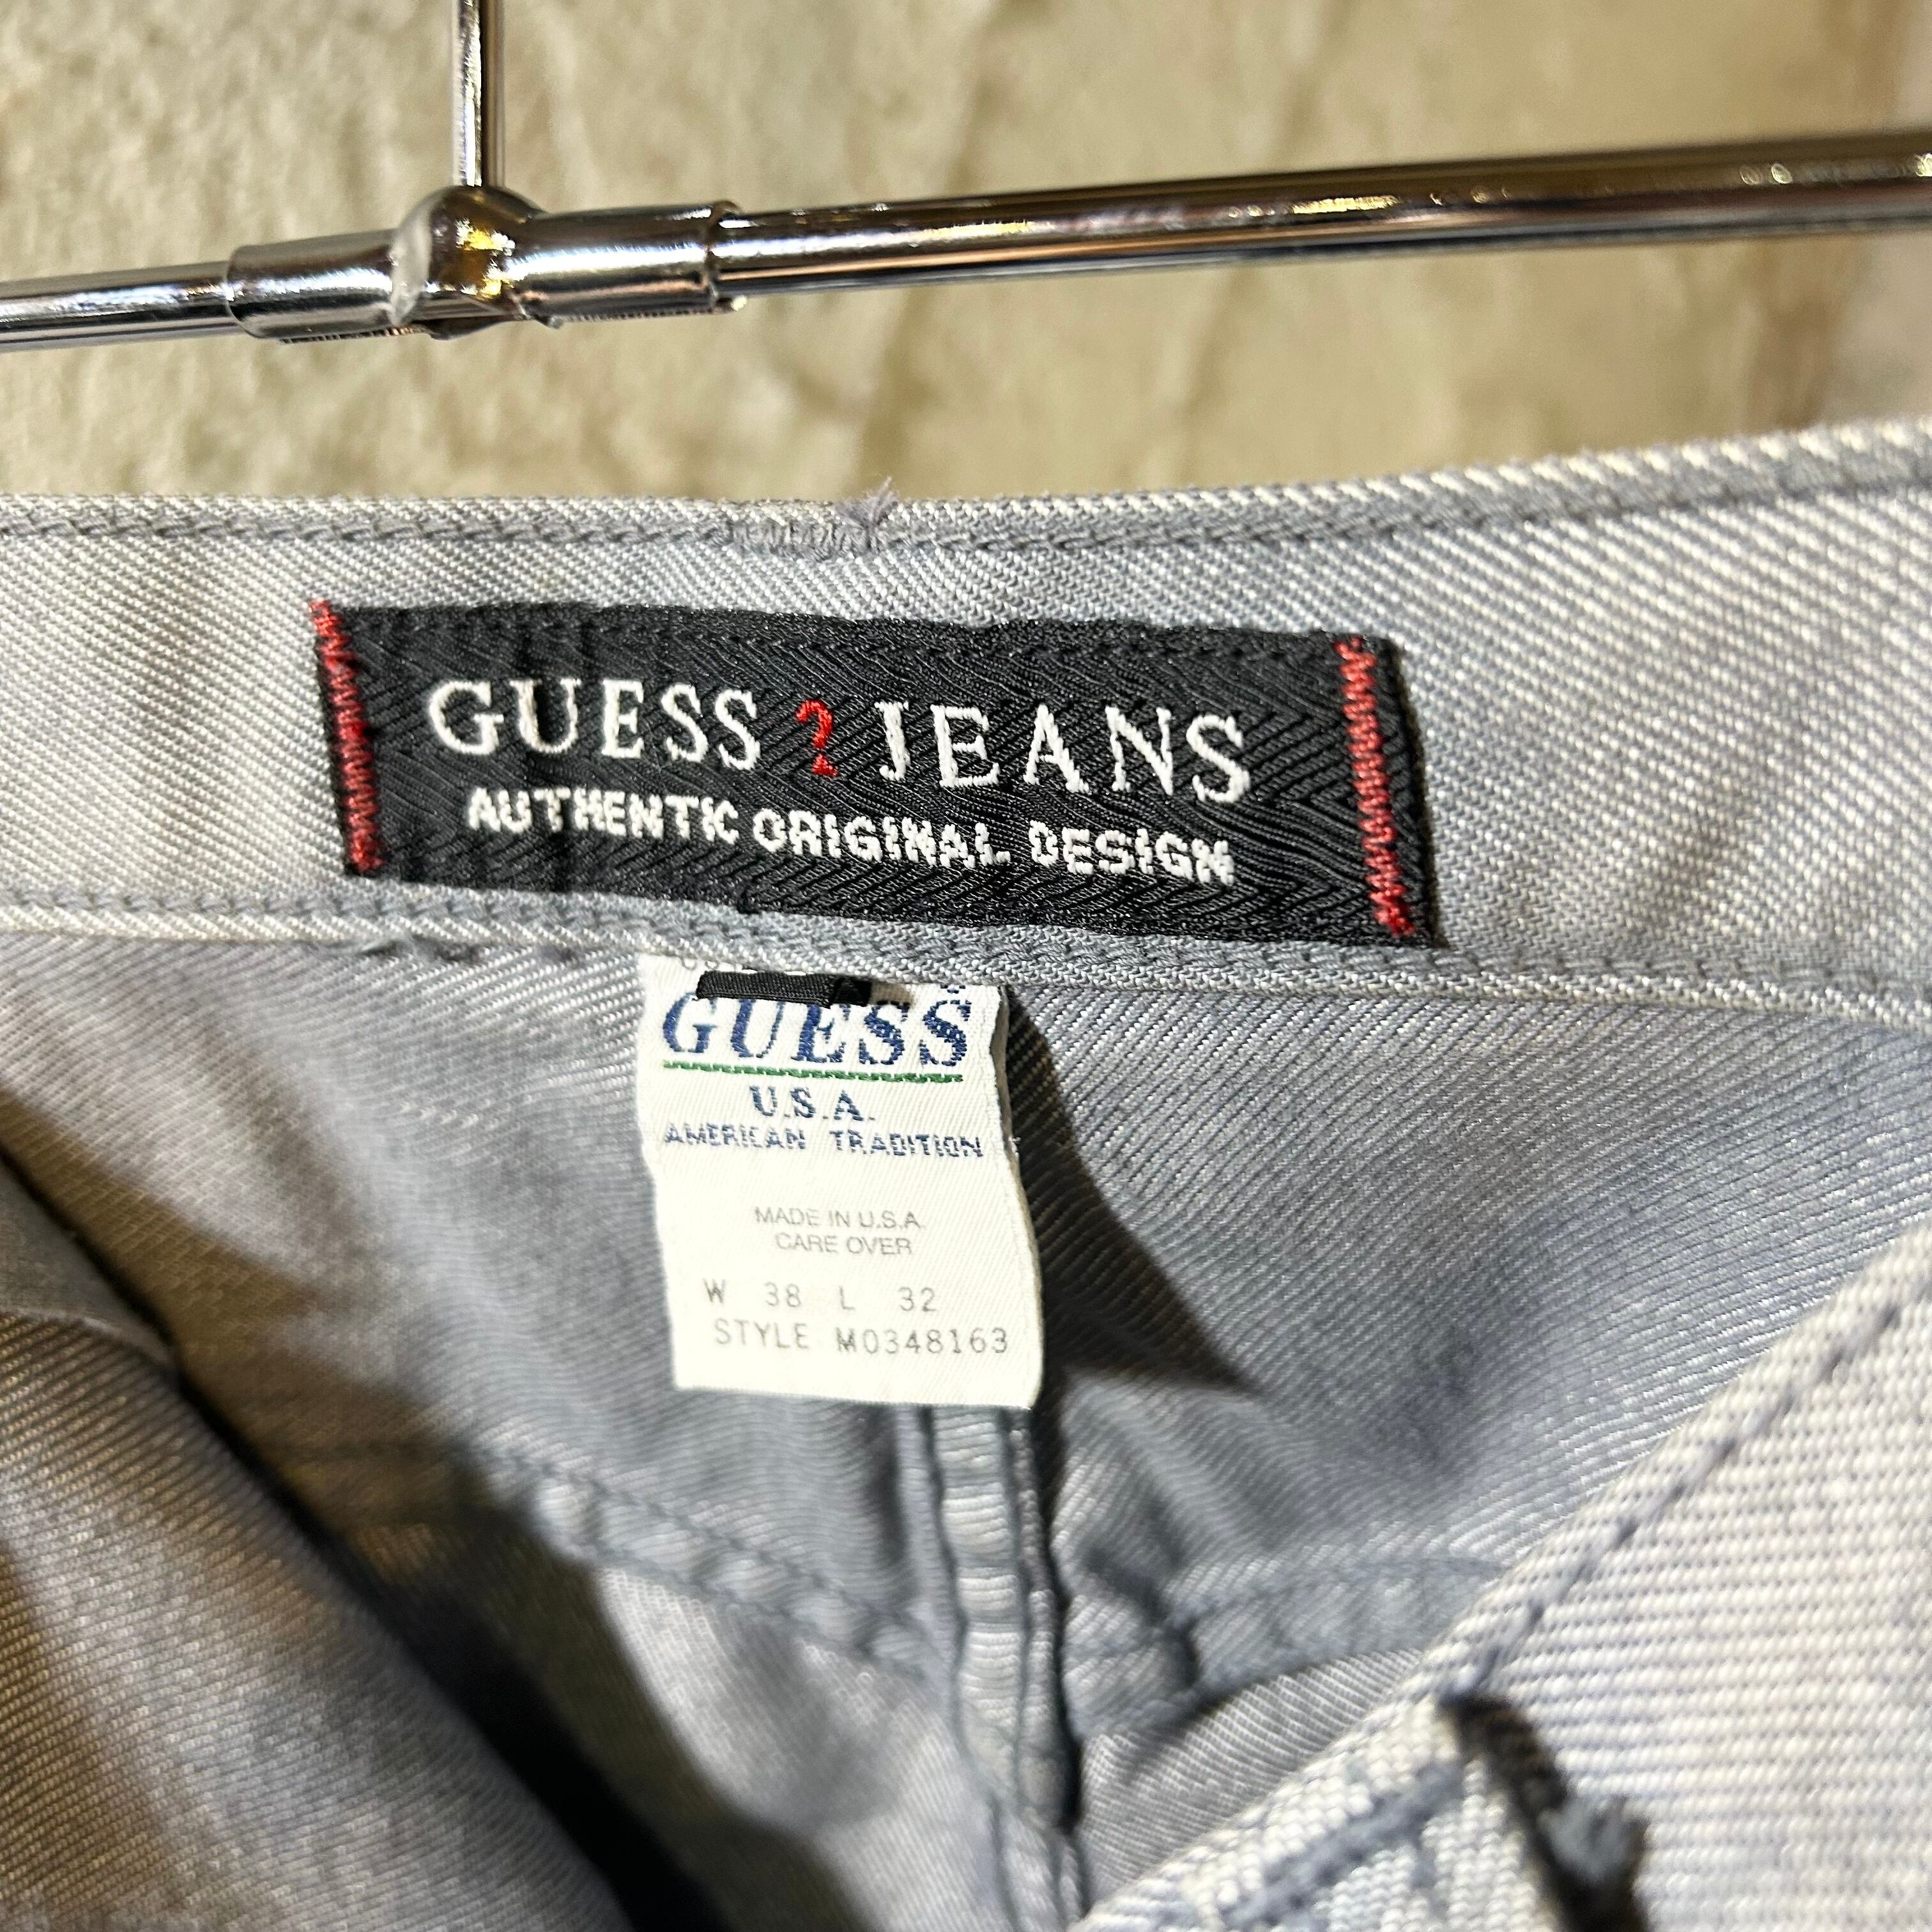 GUESS ? JEANS
AUTHENTIC ORIGINAL DESIGN
GUESS
U.S.A.
AMERICAN TRADITION
MADE IN U.S.A.
CARE OVER
W 38 L 32
STYLE M0348163